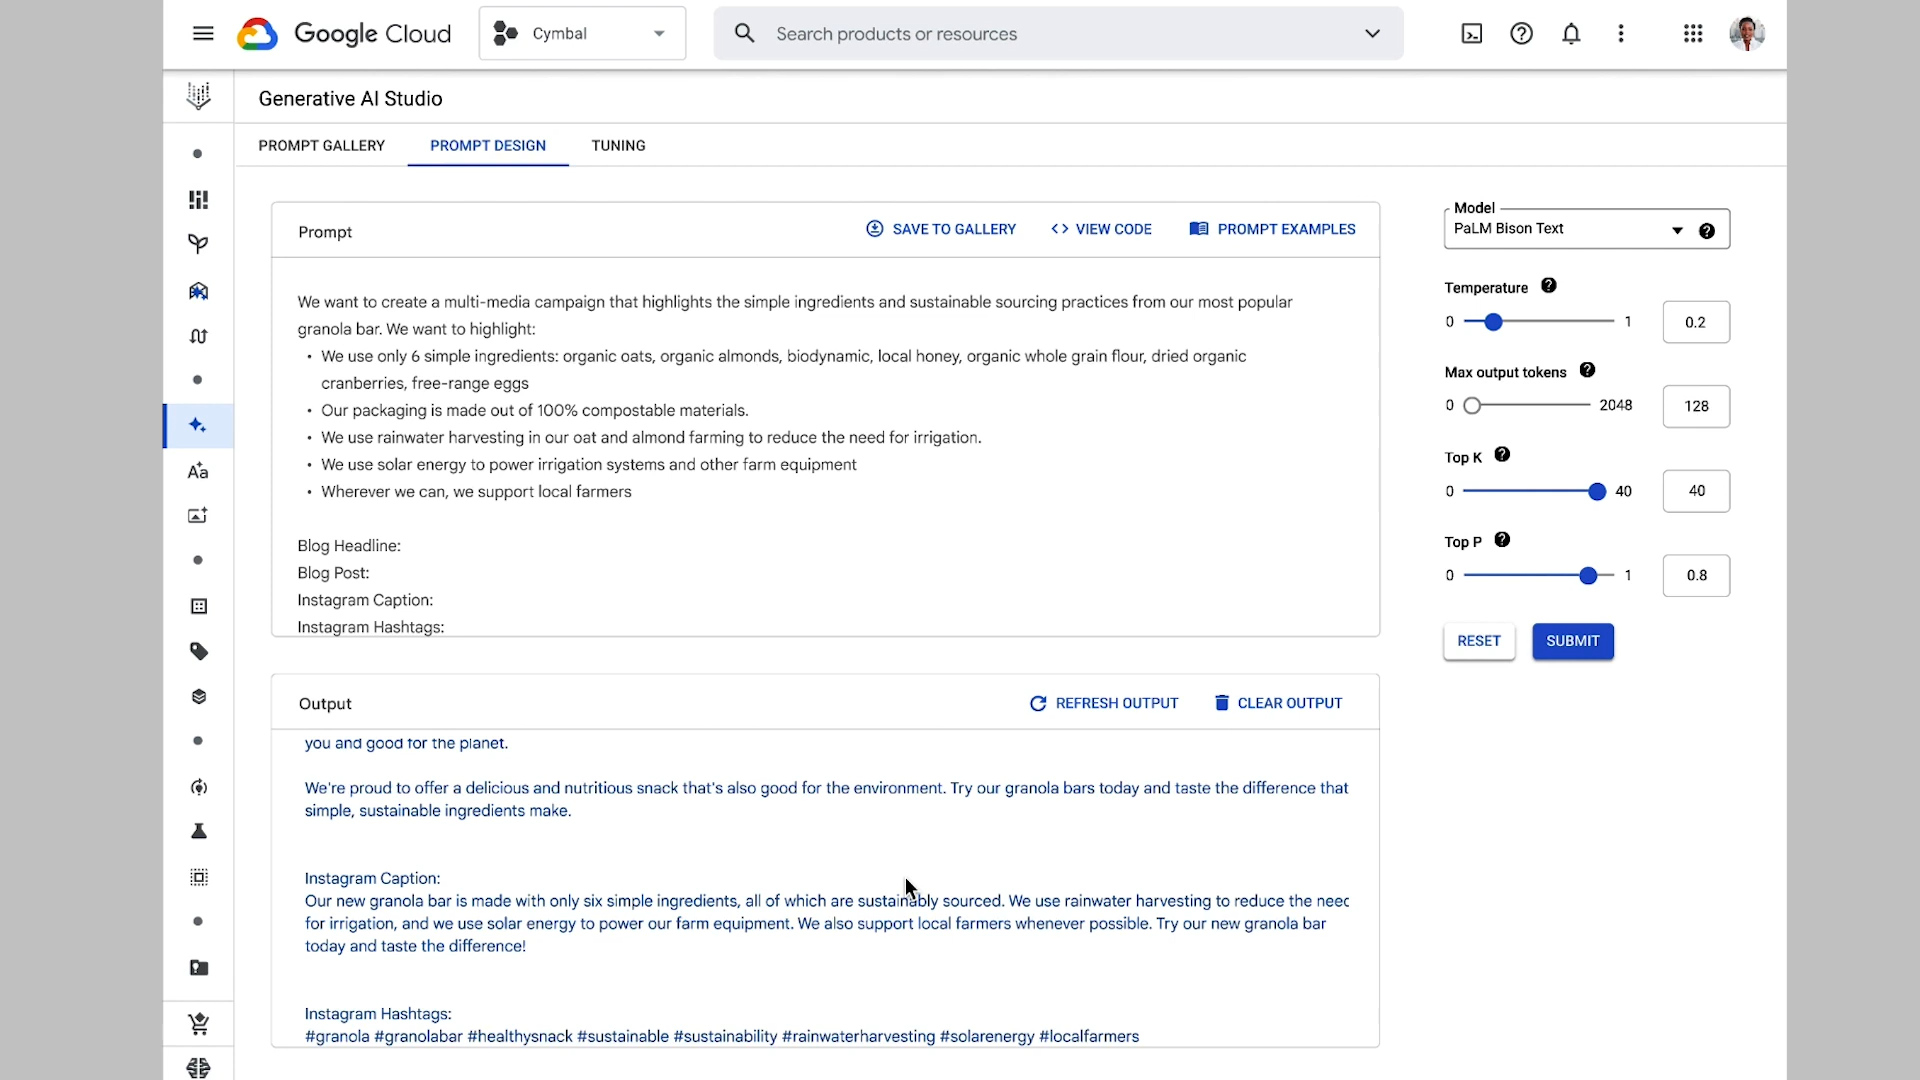 Google Cloud
Cymbal
Search products or resources
Generative AI Studio
PROMPT GALLERY
PROMPT DESIGN
TUNING
Prompt
SAVE TO GALLERY
<> VIEW CODE
PROMPT EXAMPLES
We want to create a multi-media campaign that highlights the simple ingredients and sustainable sourcing practices from our most popular
granola bar. We want to highlight:
• We use only 6 simple ingredients: organic oats, organic almonds, biodynamic, local honey, organic whole grain flour, dried organic
cranberries, free-range eggs
• Our packaging is made out of 100% compostable materials.
• We use rainwater harvesting in our oat and almond farming to reduce the need for irrigation.
• We use solar energy to power irrigation systems and other farm equipment
• Wherever we can, we support local farmers
Blog Headline:
Blog Post:
Instagram Caption:
Instagram Hashtags:
Model
PaLM Bison Text
Temperature
0 1 0.2
Max output tokens
0 2048 128
Top K
0 40 40
Top P
0 1 0.8
RESET
SUBMIT
Output
REFRESH OUTPUT
CLEAR OUTPUT
you and good for the planet.
We're proud to offer a delicious and nutritious snack that's also good for the environment. Try our granola bars today and taste the difference that
simple, sustainable ingredients make.
Instagram Caption:
Our new granola bar is made with only six simple ingredients, all of which are sustainably sourced. We use rainwater harvesting to reduce the need
for irrigation, and we use solar energy to power our farm equipment. We also support local farmers whenever possible. Try our new granola bar
today and taste the difference!
Instagram Hashtags:
#granola #granolabar #healthysnack #sustainable #sustainability #rainwaterharvesting #solarenergy #localfarmers